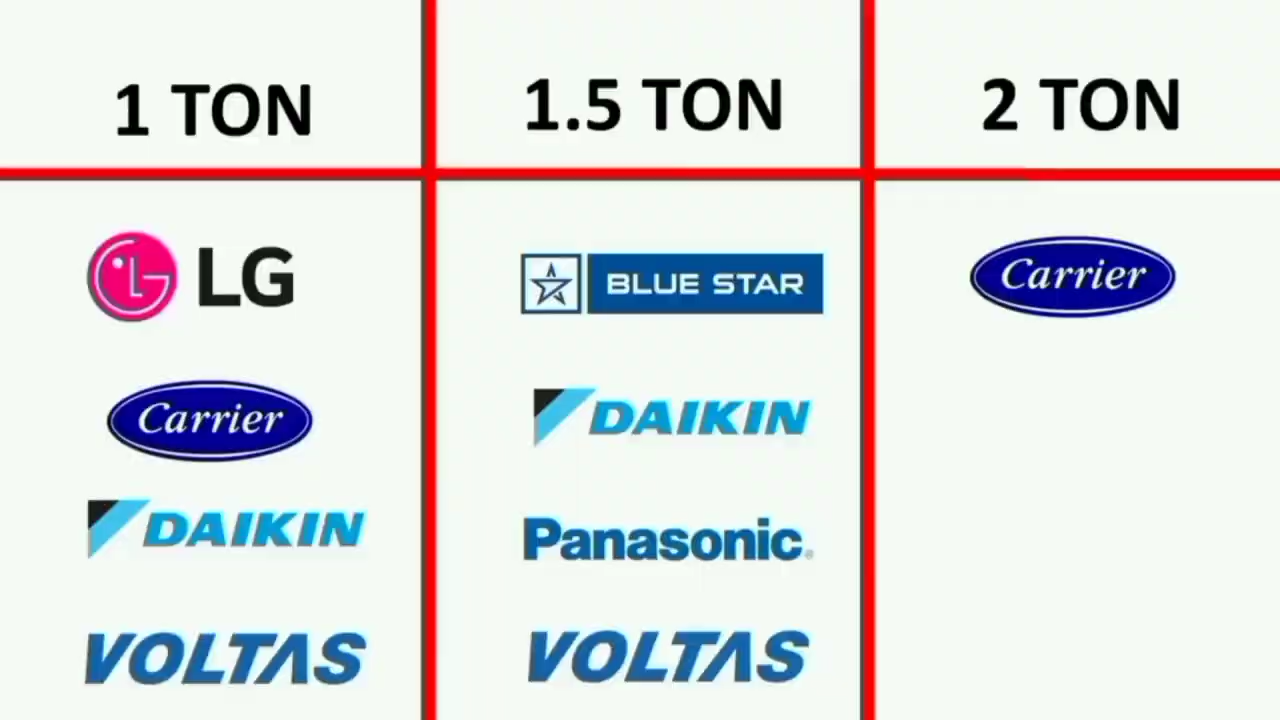 1 TON
1.5 TON
2 TON
LG
Carrier
DAIKIN
VOLTAS
BLUE STAR
DAIKIN
Panasonic
VOLTAS
Carrier